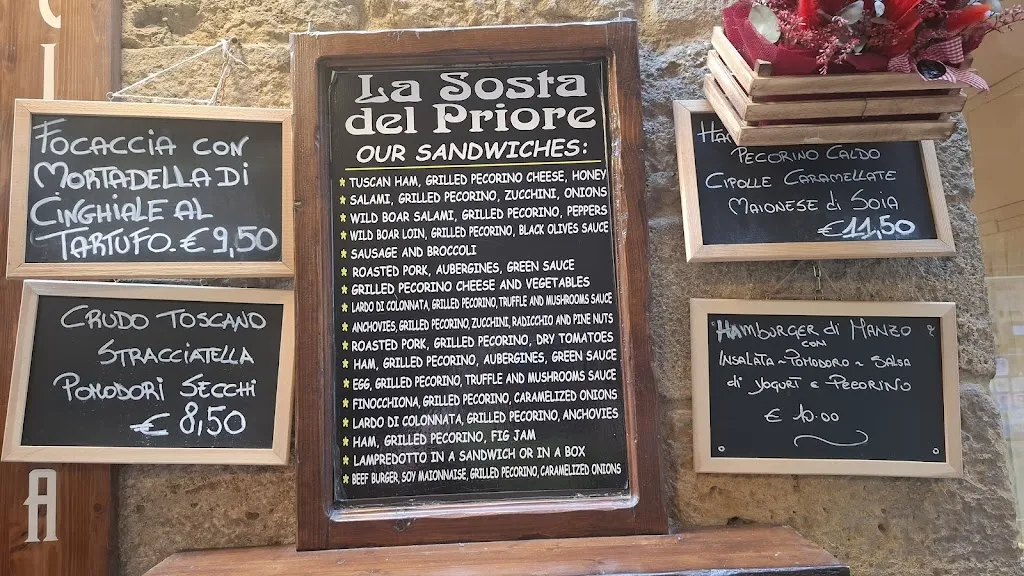 FOCACCIA CON
MORTADELLA DI
CINGHIALE AL
TARTUFO. € 9,50
CRUDO TOSCANO
STRACCIATELLA
POMODORI SECCHI
€ 8,50
A
La Sosta
del Priore
OUR SANDWICHES:
* TUSCAN HAM, GRILLED PECORINO CHEESE, HONEY
* SALAMI, GRILLED PECORINO, ZUCCHINI, ONIONS
* WILD BOAR SALAMI, GRILLED PECORINO, PEPPERS
* WILD BOAR LOIN, GRILLED PECORINO, BLACK OLIVES SAUCE
* SAUSAGE AND BROCCOLI
* ROASTED PORK, AUBERGINES, GREEN SAUCE
* GRILLED PECORINO CHEESE AND VEGETABLES
* LARDO DI COLONNATA, GRILLED PECORINO, TRUFFLE AND MUSHROOMS SAUCE
* ANCHOVIES, GRILLED PECORINO, ZUCCHINI, RADICCHIO AND PINE NUTS
* ROASTED PORK, GRILLED PECORINO, DRY TOMATOES
* HAM, GRILLED PECORINO, AUBERGINES, GREEN SAUCE
* EGG, GRILLED PECORINO, TRUFFLE AND MUSHROOMS SAUCE
* FINOCCHIONA, GRILLED PECORINO, CARAMELIZED ONIONS
* LARDO DI COLONNATA, GRILLED PECORINO, ANCHOVIES
* HAM, GRILLED PECORINO, FIG JAM
* LAMPREDOTTO IN A SANDWICH OR IN A BOX
* BEEF BURGER, SOY MAIONNAISE, GRILLED PECORINO, CARAMELIZED ONIONS
PECORINO CALDO
CIPOLLE CARAMELLATE
MAIONESE di SOIA
€ 11,50
HAMBURGER di MANZO
CON
INSALATA - POMODORO - SALSA
di YOGURT e PECORINO
€ 10.00